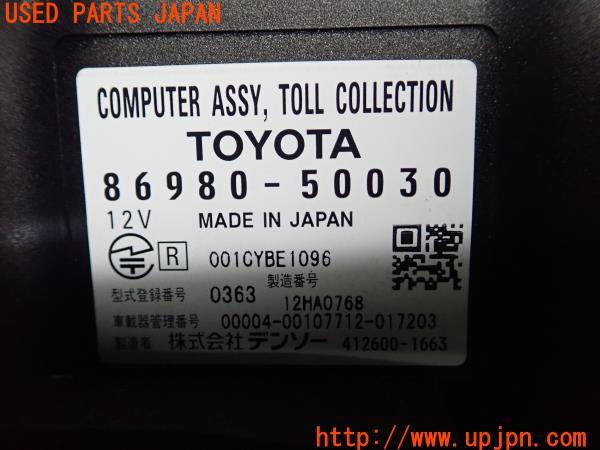 USED PARTS JAPAN
COMPUTER ASSY, TOLL COLLECTION
TOYOTA
86980-50030
12V MADE IN JAPAN
R 001CYBE1096
型式登録番号 0363 製造番号 12HA0768
車載器管理番号 00004-00107712-017203
製造者 株式会社デンソー 412600-1663
http://www.upjpn.com/